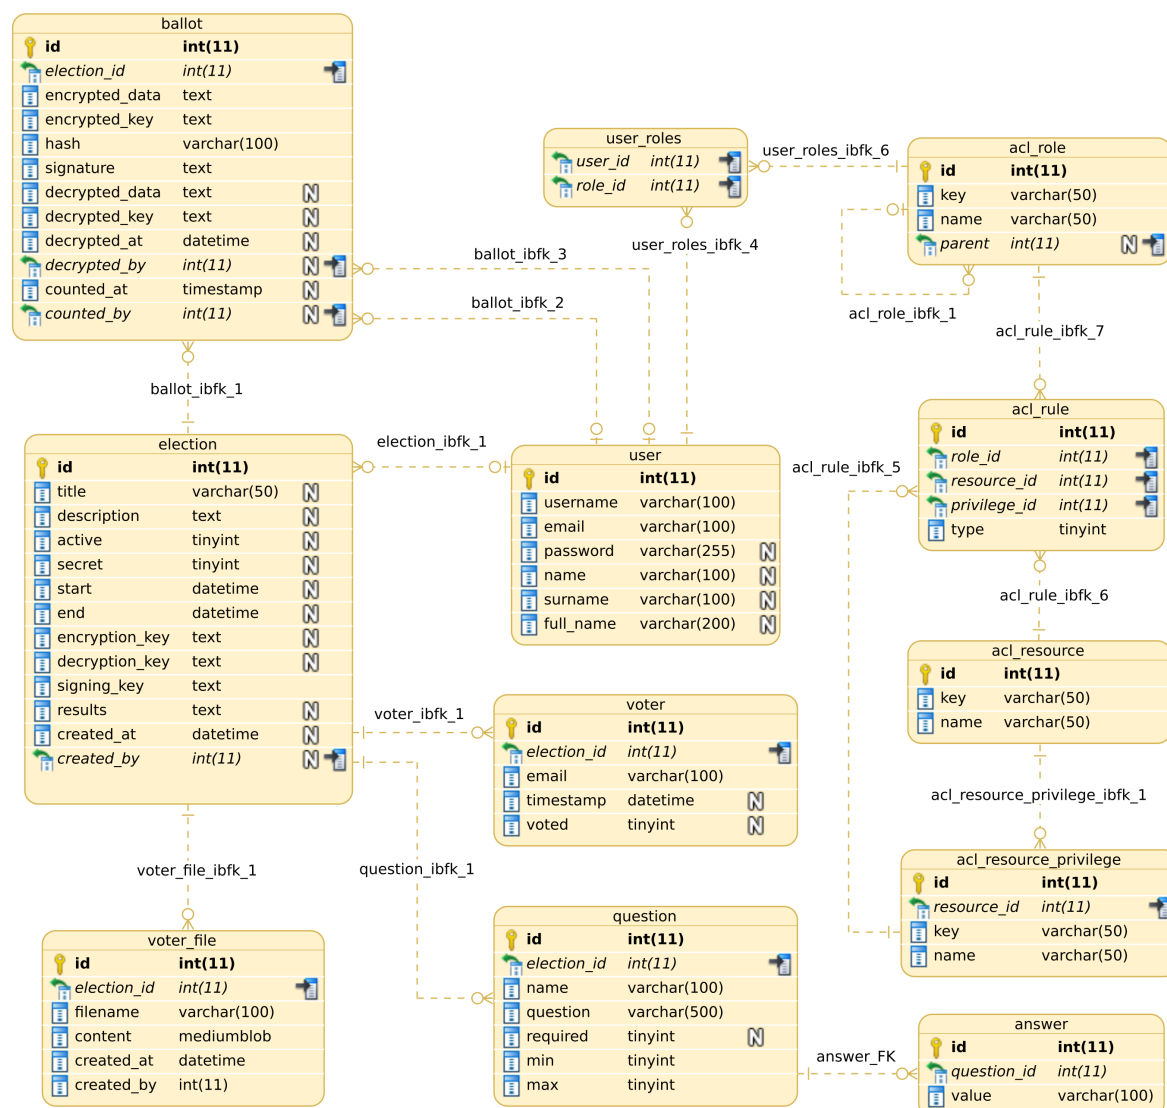 ballot
id int(11)
election_id int(11)
encrypted_data text
encrypted_key text
hash varchar(100)
signature text
decrypted_data text N
decrypted_key text N
decrypted_at datetime N
decrypted_by int(11) N
counted_at timestamp N
counted_by int(11) N
user_roles
user_id int(11)
role_id int(11)
user_roles_ibfk_6
acl_role
id int(11)
key varchar(50)
name varchar(50)
parent int(11) N
user_roles_ibfk_4
ballot_ibfk_3
ballot_ibfk_2
acl_role_ibfk_1
acl_rule_ibfk_7
ballot_ibfk_1
election
id int(11)
title varchar(50) N
description text N
active tinyint N
secret tinyint N
start datetime N
end datetime N
encryption_key text N
decryption_key text N
signing_key text
results text N
created_at datetime N
created_by int(11) N
election_ibfk_1
user
id int(11)
username varchar(100)
email varchar(100)
password varchar(255) N
name varchar(100) N
surname varchar(100) N
full_name varchar(200) N
acl_rule_ibfk_5
acl_rule
id int(11)
role_id int(11)
resource_id int(11)
privilege_id int(11)
type tinyint
acl_rule_ibfk_6
acl_resource
id int(11)
key varchar(50)
name varchar(50)
voter_ibfk_1
voter
id int(11)
election_id int(11)
email varchar(100)
timestamp datetime N
voted tinyint N
acl_resource_privilege_ibfk_1
acl_resource_privilege
id int(11)
resource_id int(11)
key varchar(50)
name varchar(50)
voter_file_ibfk_1
question_ibfk_1
voter_file
id int(11)
election_id int(11)
filename varchar(100)
content mediumblob
created_at datetime
created_by int(11)
question
id int(11)
election_id int(11)
name varchar(100)
question varchar(500)
required tinyint N
min tinyint
max tinyint
answer_FK
answer
id int(11)
question_id int(11)
value varchar(100)